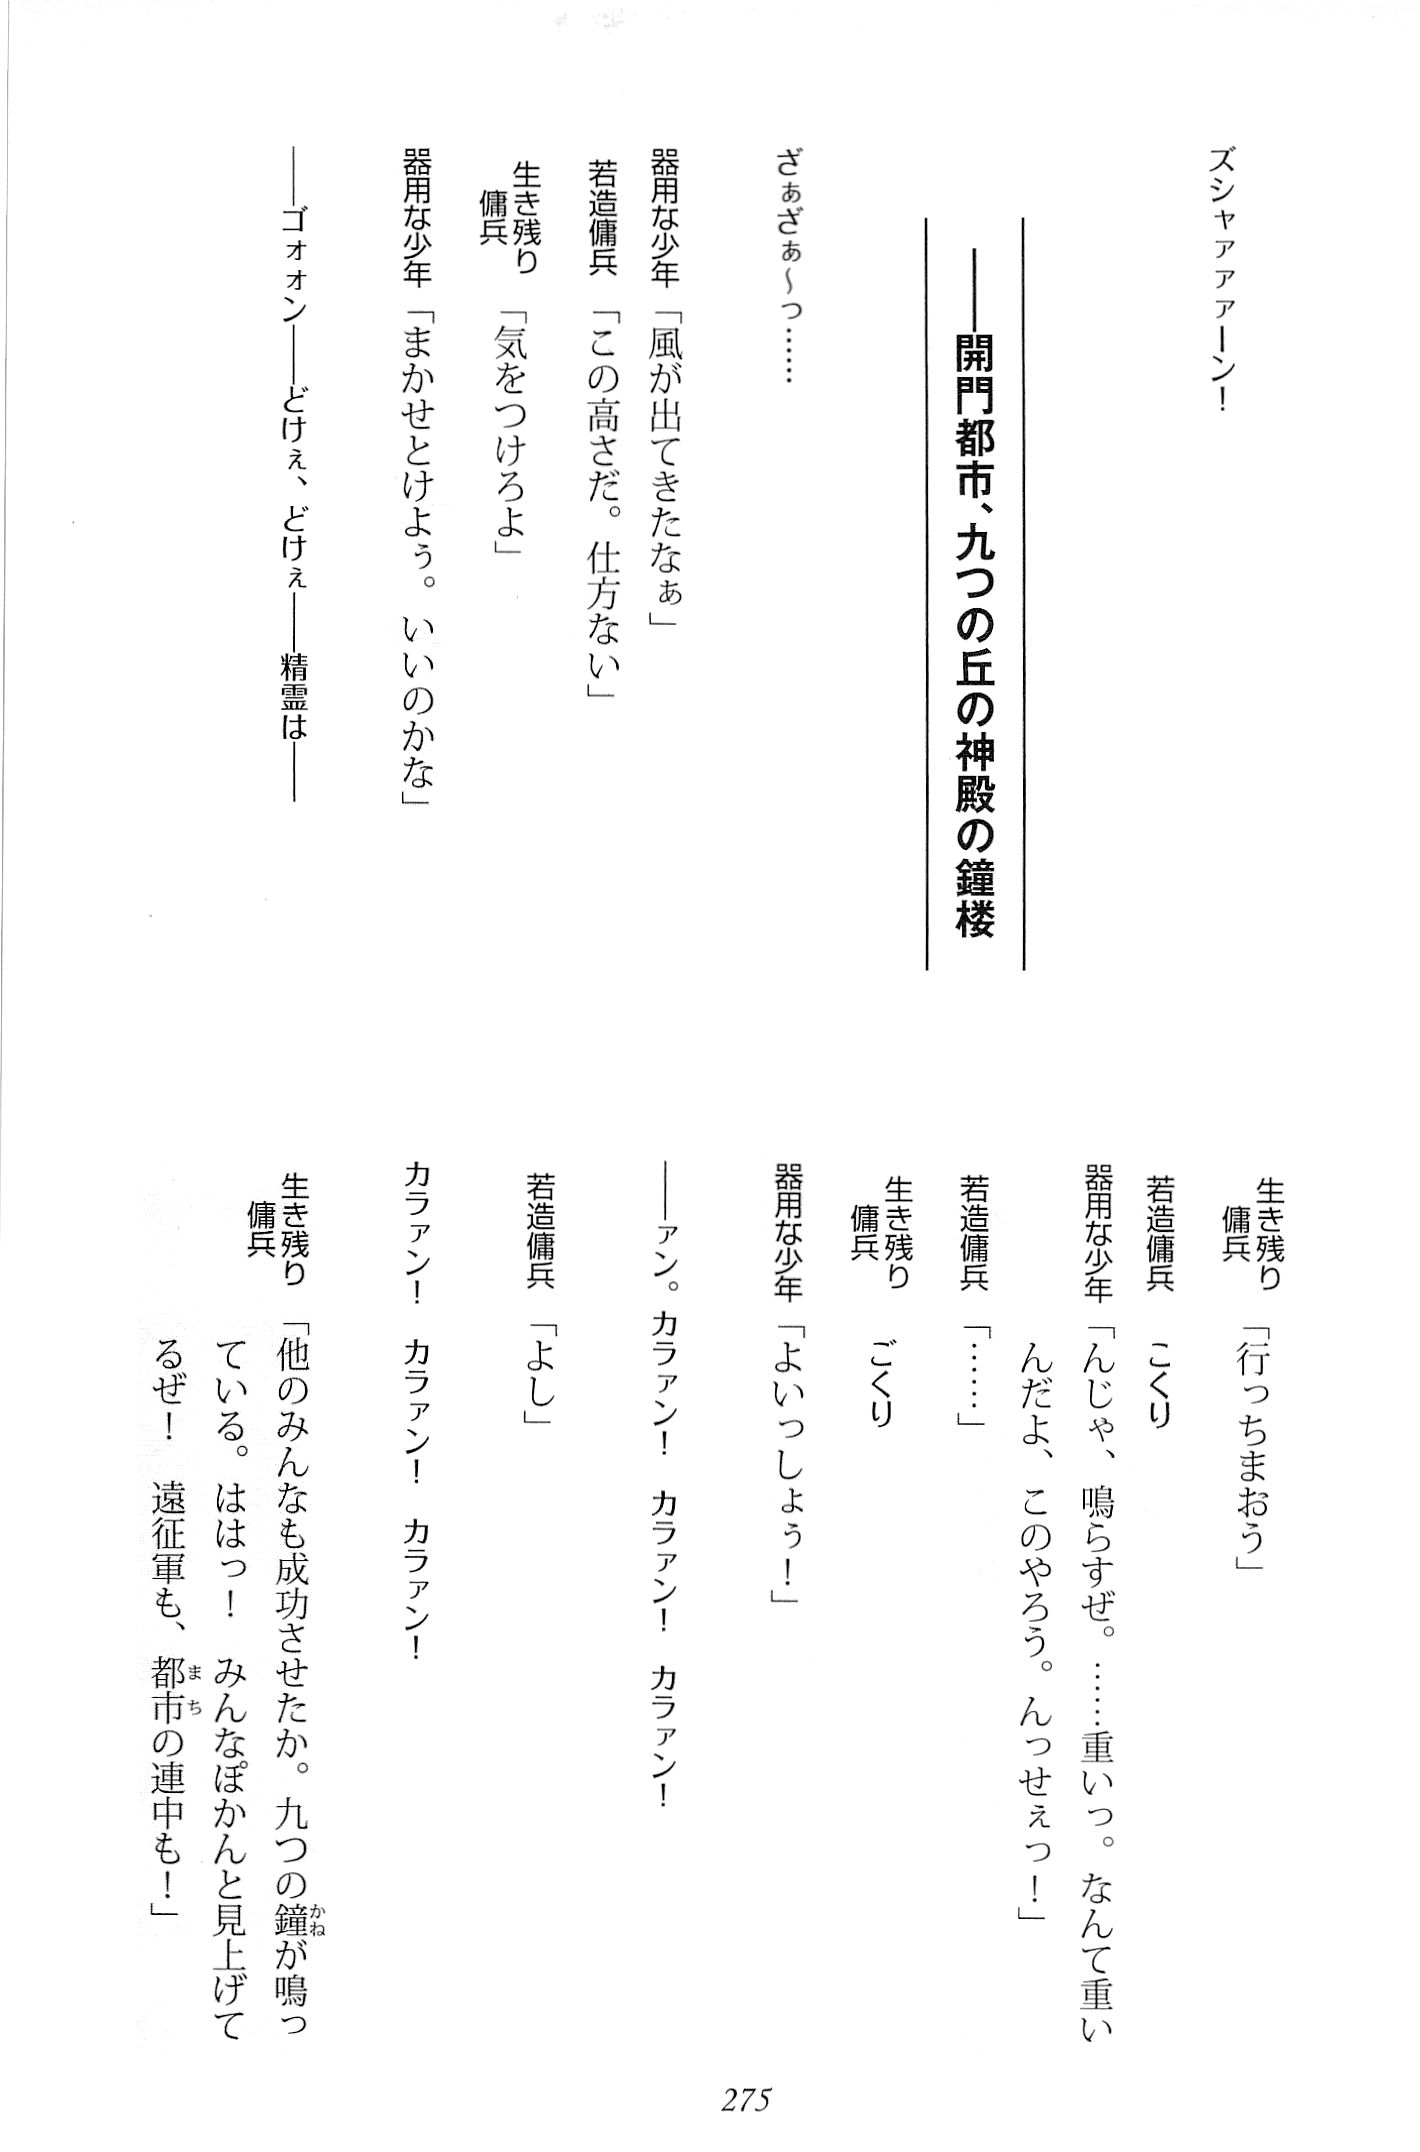 ズシャァァァーン！
――開門都市、九つの丘の神殿の鐘楼
ざぁざぁ～っ……
器用な少年「風が出てきたなぁ」
若造傭兵「この高さだ。仕方ない」
生き残り傭兵「気をつけろよ」
器用な少年「まかせとけよぅ。いいのかな」
――ゴォォン――どけぇ、どけぇ――精霊は――
生き残り傭兵「行っちまおう」
若造傭兵　こくり
器用な少年「んじゃ、鳴らすぜ。……重いっ。なんて重い
んだよ、このやろう。んっせぇっ！」
若造傭兵「……」
生き残り傭兵　ごくり
器用な少年「よいっしょぅ！」
――ァン。カラァン！　カラァン！　カラァン！
若造傭兵「よし」
カラァン！　カラァン！　カラァン！
生き残り傭兵「他のみんなも成功させたか。九つの鐘が鳴っ
ている。ははっ！　みんなぽかんと見上げて
るぜ！　遠征軍も、都市の連中も！」
かね
まち
275